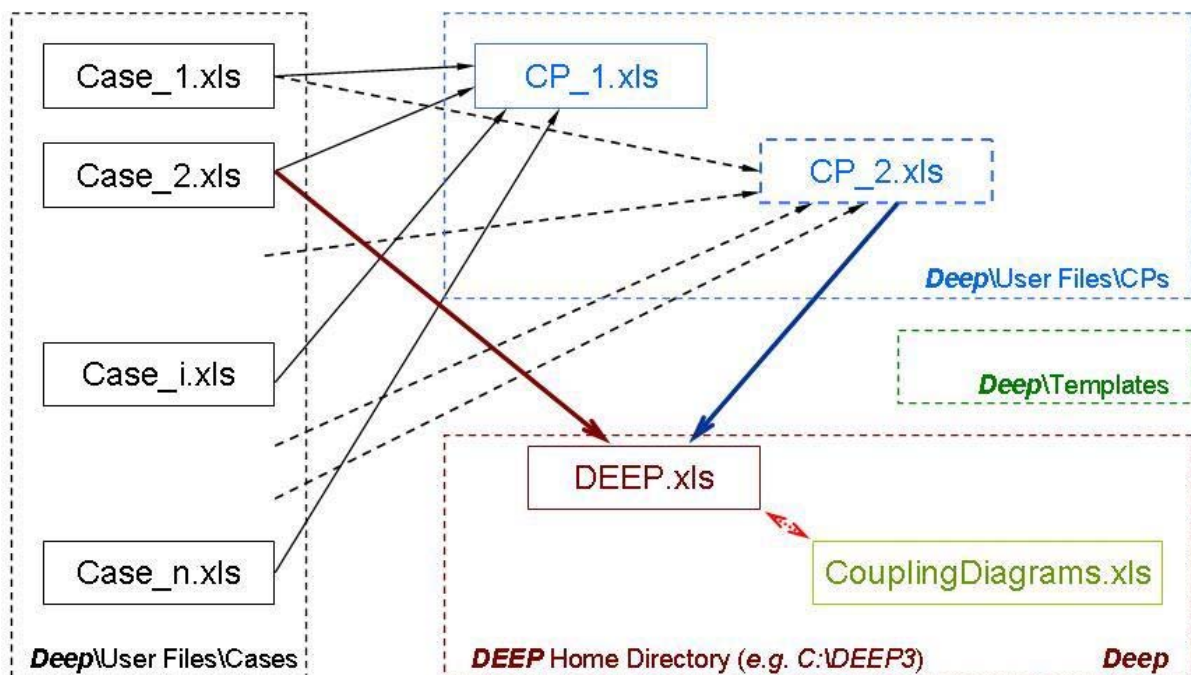 Case_1.xls
CP_1.xls
Case_2.xls
CP_2.xls
Deep\User Files\CPs
Case_i.xls
Deep\Templates
DEEP.xls
Case_n.xls
CouplingDiagrams.xls
Deep\User Files\Cases
DEEP Home Directory (e.g. C:\DEEP3)
Deep